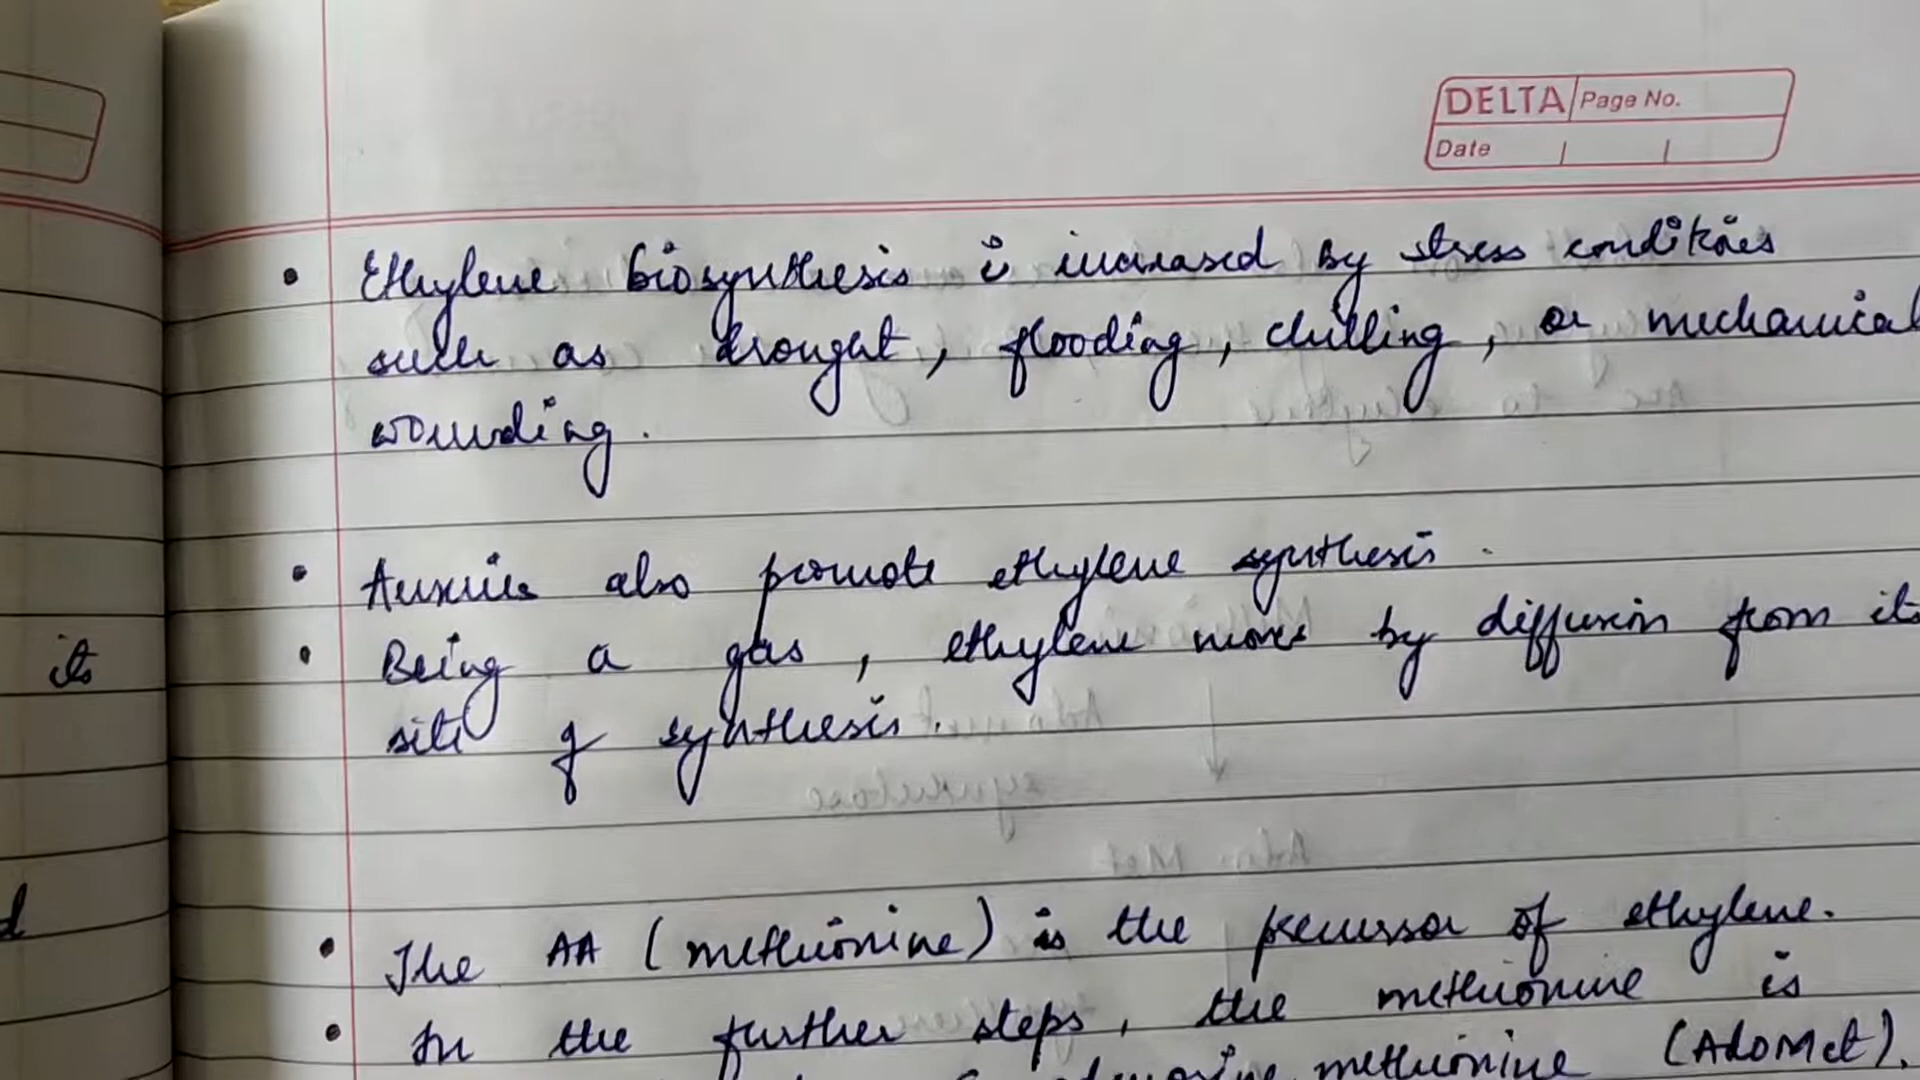 DELTA Page No.
Date
• Ethylene biosynthesis is increased by stress conditions
such as drought, flooding, chilling, or mechanical
wounding.
• Auxins also promote ethylene synthesis.
• Being a gas, ethylene moves by diffusion from its
site of synthesis.
• The AA (methionine) is the precursor of ethylene.
• In the further steps, the methionine is
methionine (AdoMet).
its
d